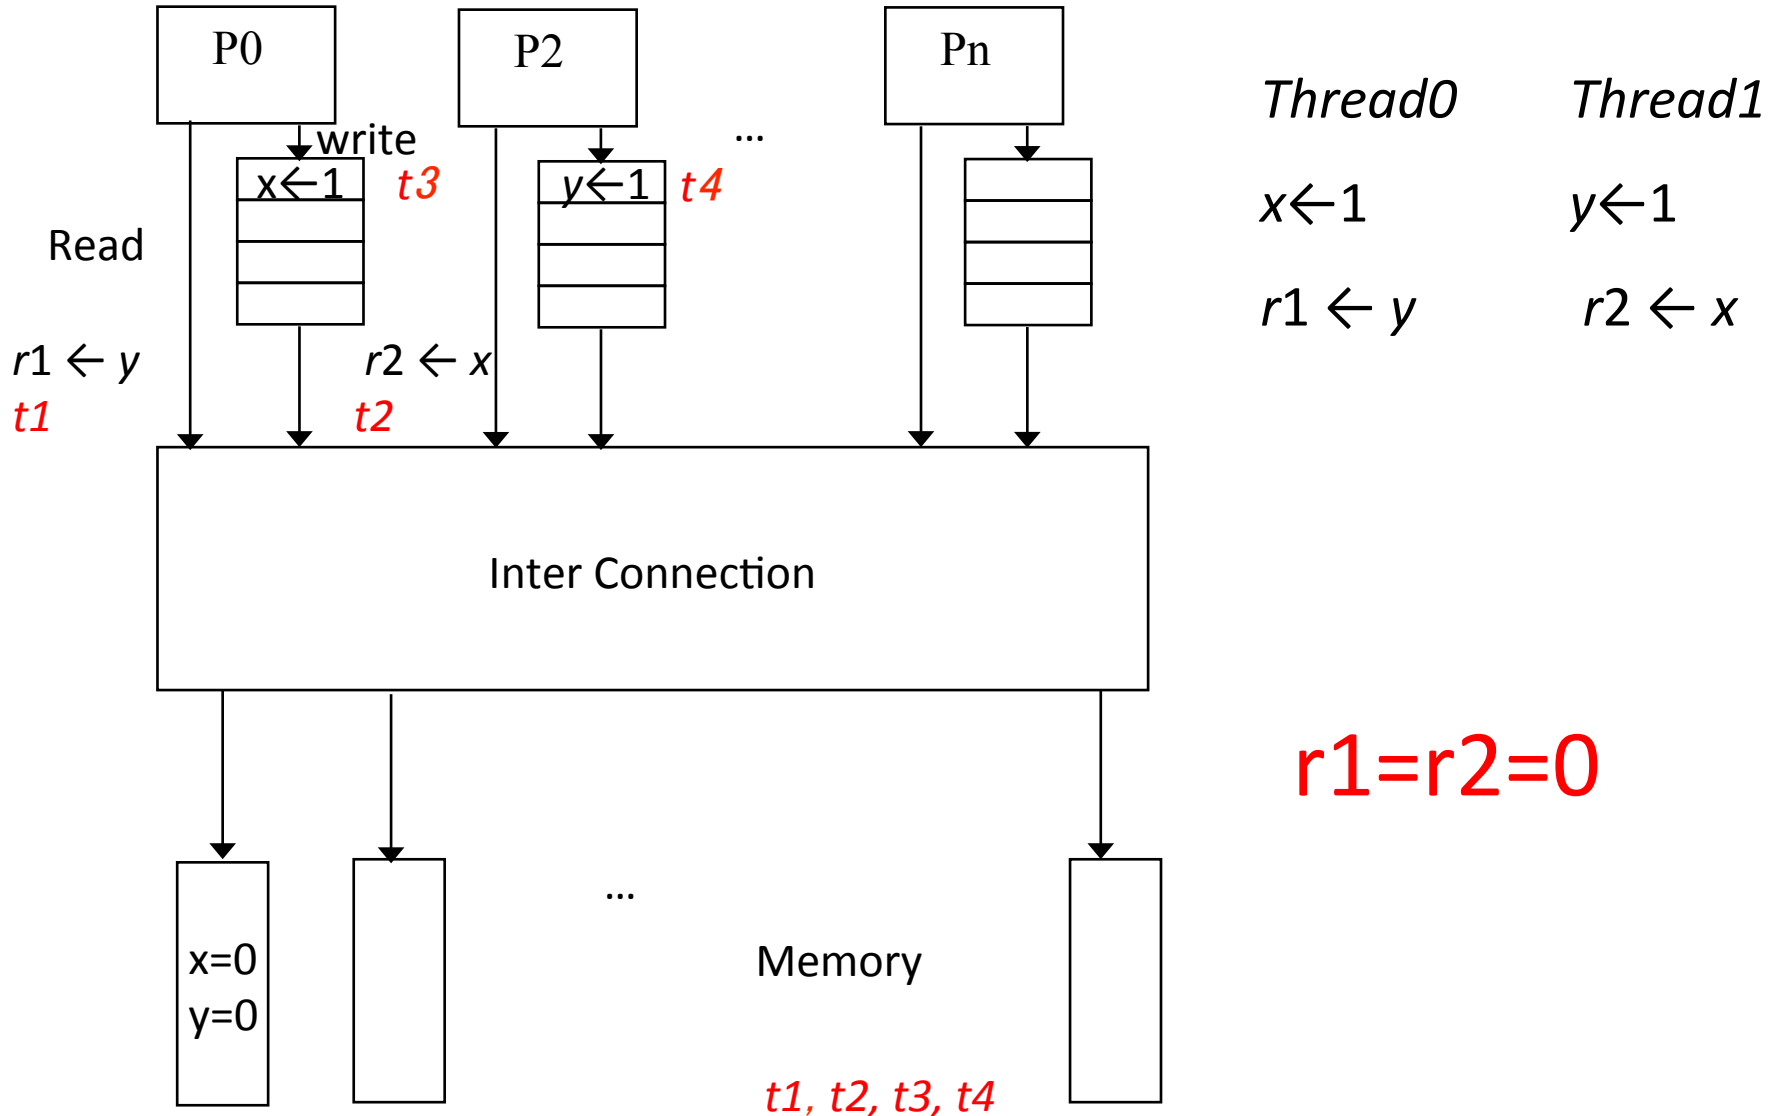 P0 P2 Pn
Thread0 Thread1
write
...
x←1 t3 y←1 t4
x←1 y←1
Read
r1 ← y r2 ← x
r1 ← y r2 ← x
t1 t2
Inter Connection
r1=r2=0
...
x=0
Memory
y=0
t1, t2, t3, t4